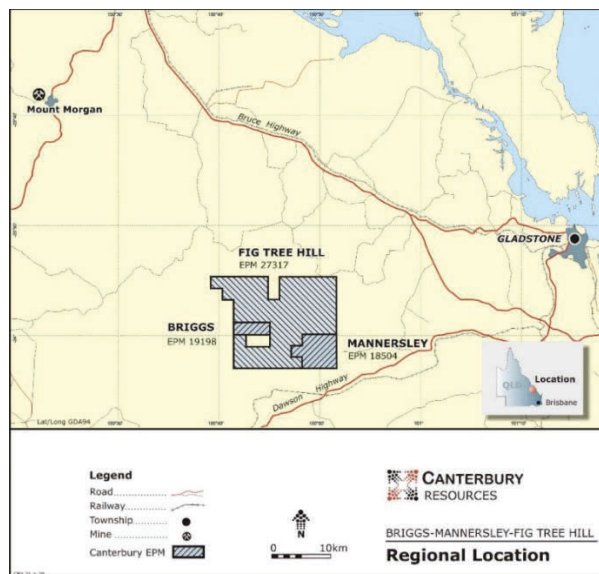 Mount Morgan
Bruce Highway
GLADSTONE
FIG TREE HILL
EPM 27317
BRIGGS
EPM 19198
MANNERSLEY
EPM 18504
Dawson Highway
QLD
Location
Brisbane
Lat/Long GDA94
Legend
Road
Railway
Township
Mine
Canterbury EPM
N
0 10km
CANTERBURY
RESOURCES
BRIGGS-MANNERSLEY-FIG TREE HILL
Regional Location